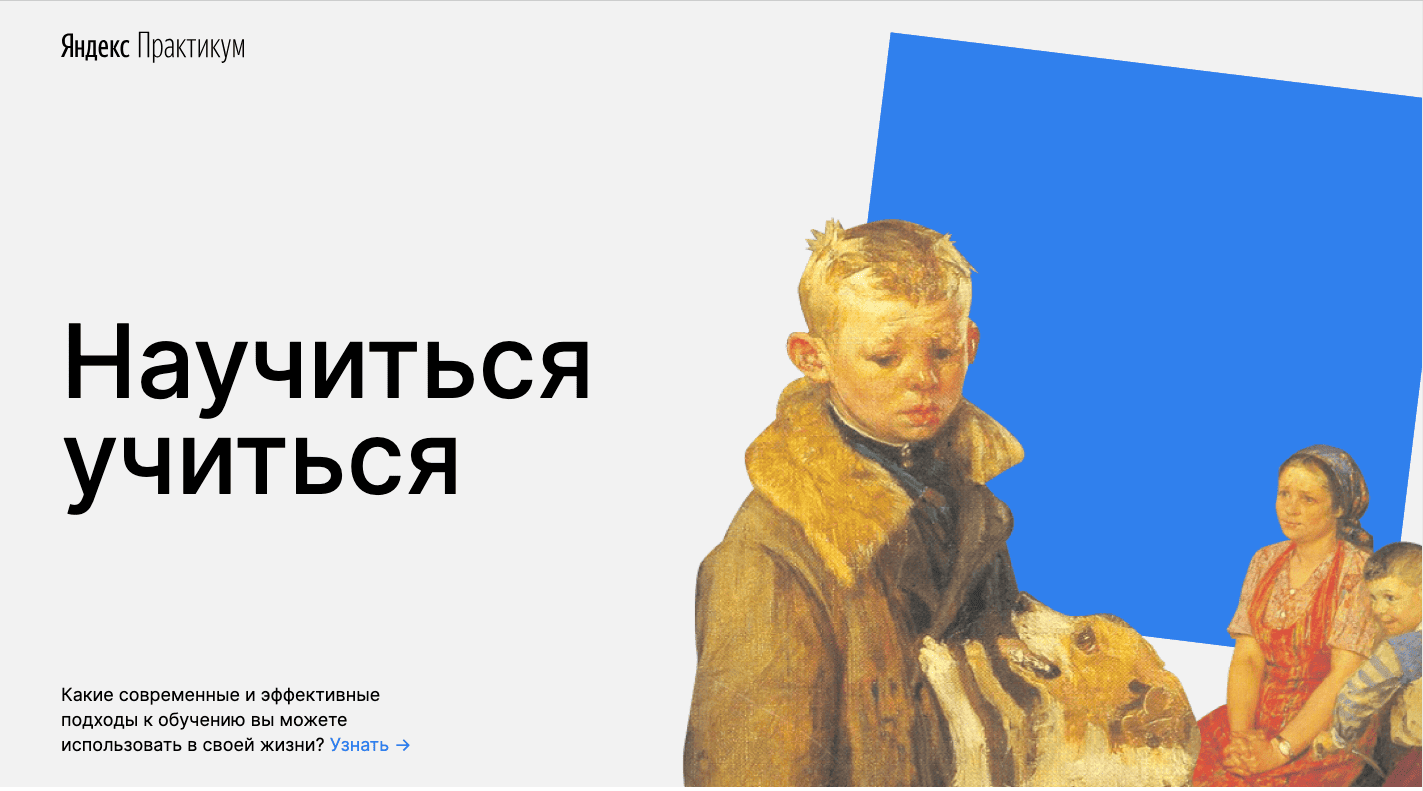 Яндекс Практикум
Научиться
учиться
Какие современные и эффективные
подходы к обучению вы можете
использовать в своей жизни? Узнать →